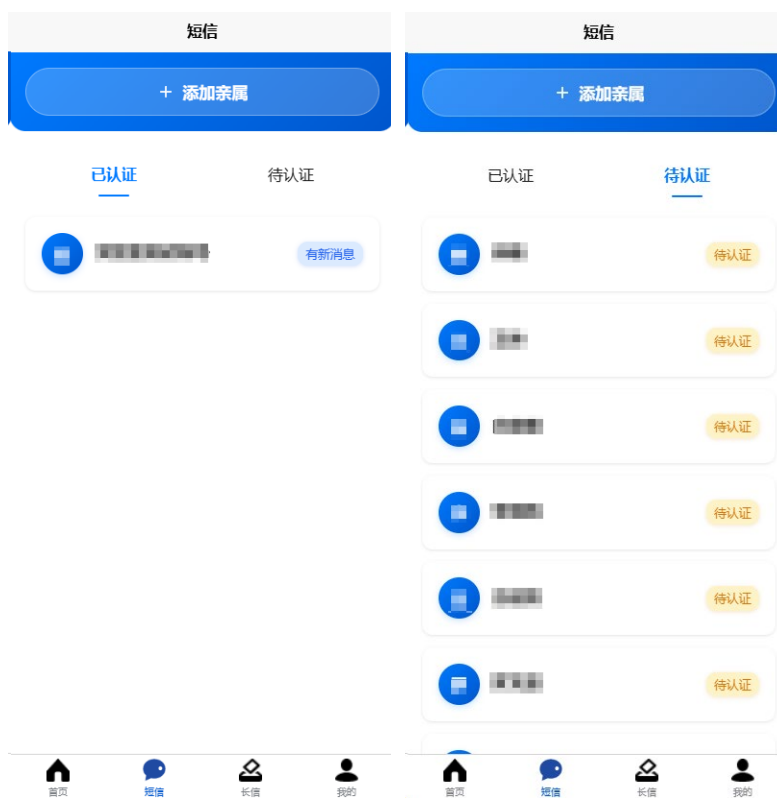 短信
+ 添加亲属
已认证
待认证
有新消息
首页
短信
长信
我的
短信
+ 添加亲属
已认证
待认证
待认证
待认证
待认证
待认证
待认证
待认证
首页
短信
长信
我的